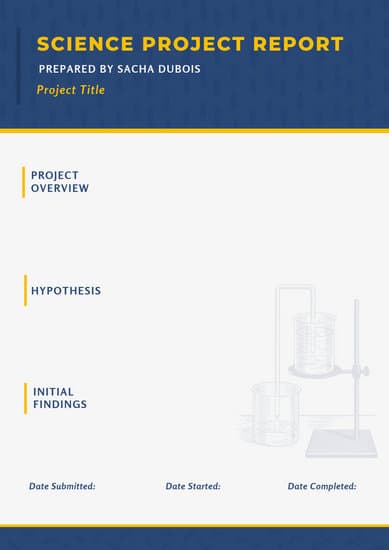 SCIENCE PROJECT REPORT
PREPARED BY SACHA DUBOIS
Project Title
PROJECT
OVERVIEW
HYPOTHESIS
INITIAL
FINDINGS
Date Submitted: Date Started: Date Completed: